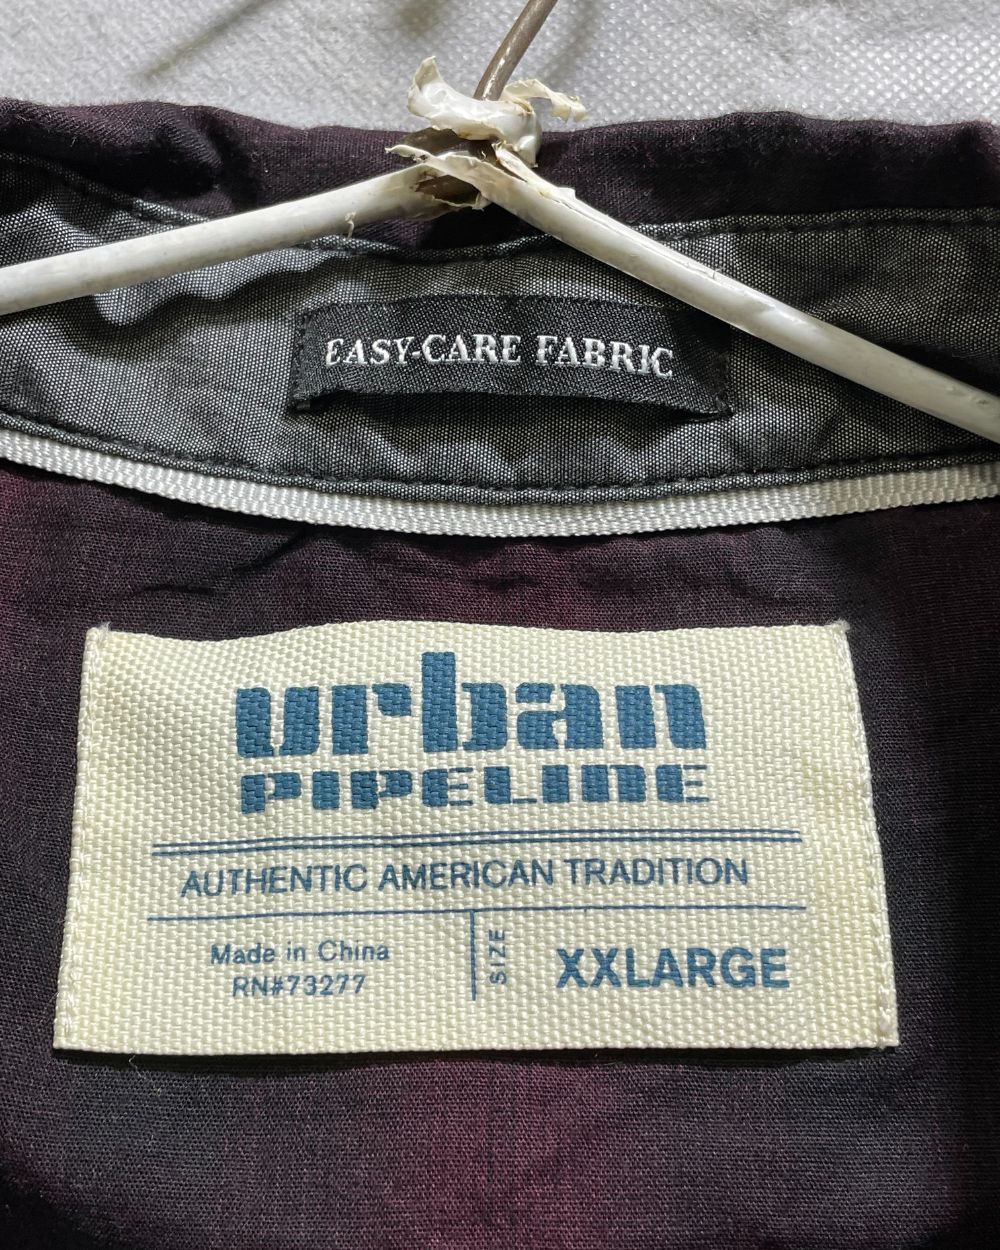 EASY-CARE FABRIC
urban
PIPELINE
AUTHENTIC AMERICAN TRADITION
Made in China
RN#73277
SIZE
XXLARGE